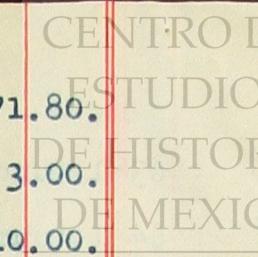 CENTRO D
71.80.
ESTUDIO
DE HISTOR
3.00.
DE MEXIC
0.00.